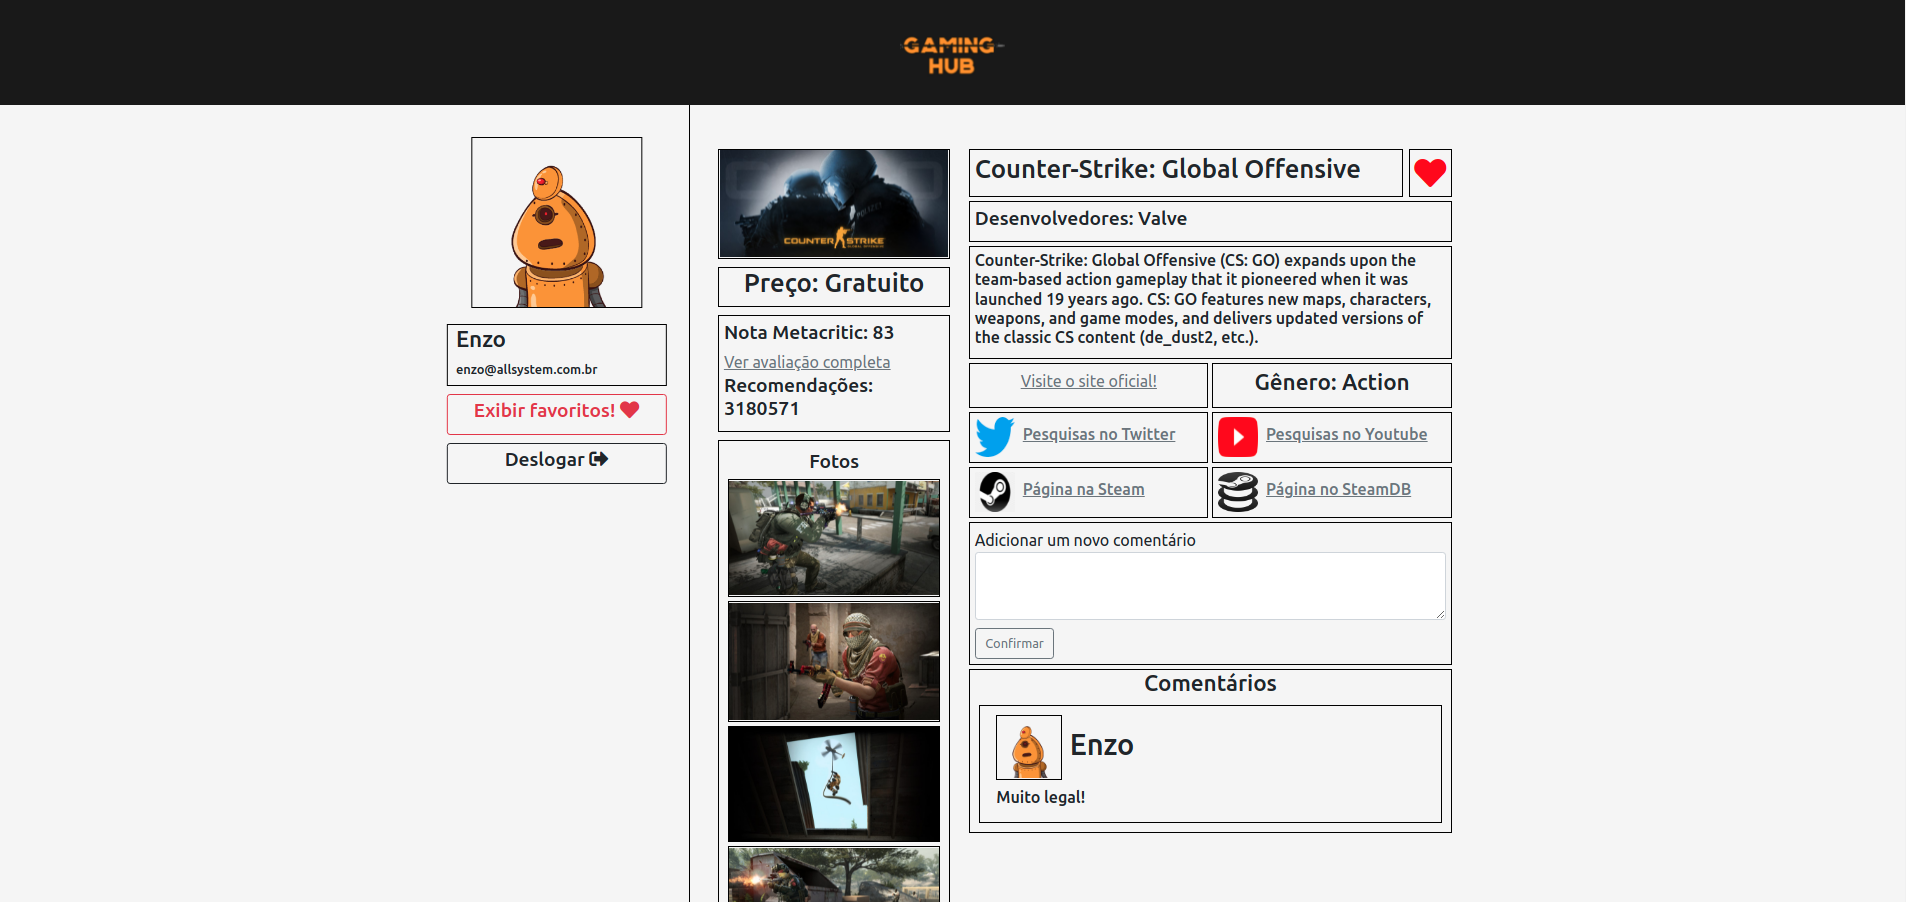 GAMING
HUB
Enzo
enzo@allsystem.com.br
Exibir favoritos!
Deslogar
COUNTER STRIKE
GLOBAL OFFENSIVE
Preço: Gratuito
Nota Metacritic: 83
Ver avaliação completa
Recomendações:
3180571
Fotos
Counter-Strike: Global Offensive
Desenvolvedores: Valve
Counter-Strike: Global Offensive (CS: GO) expands upon the
team-based action gameplay that it pioneered when it was
launched 19 years ago. CS: GO features new maps, characters,
weapons, and game modes, and delivers updated versions of
the classic CS content (de_dust2, etc.).
Visite o site oficial!
Gênero: Action
Pesquisas no Twitter
Pesquisas no Youtube
Página na Steam
Página no SteamDB
Adicionar um novo comentário
Confirmar
Comentários
Enzo
Muito legal!